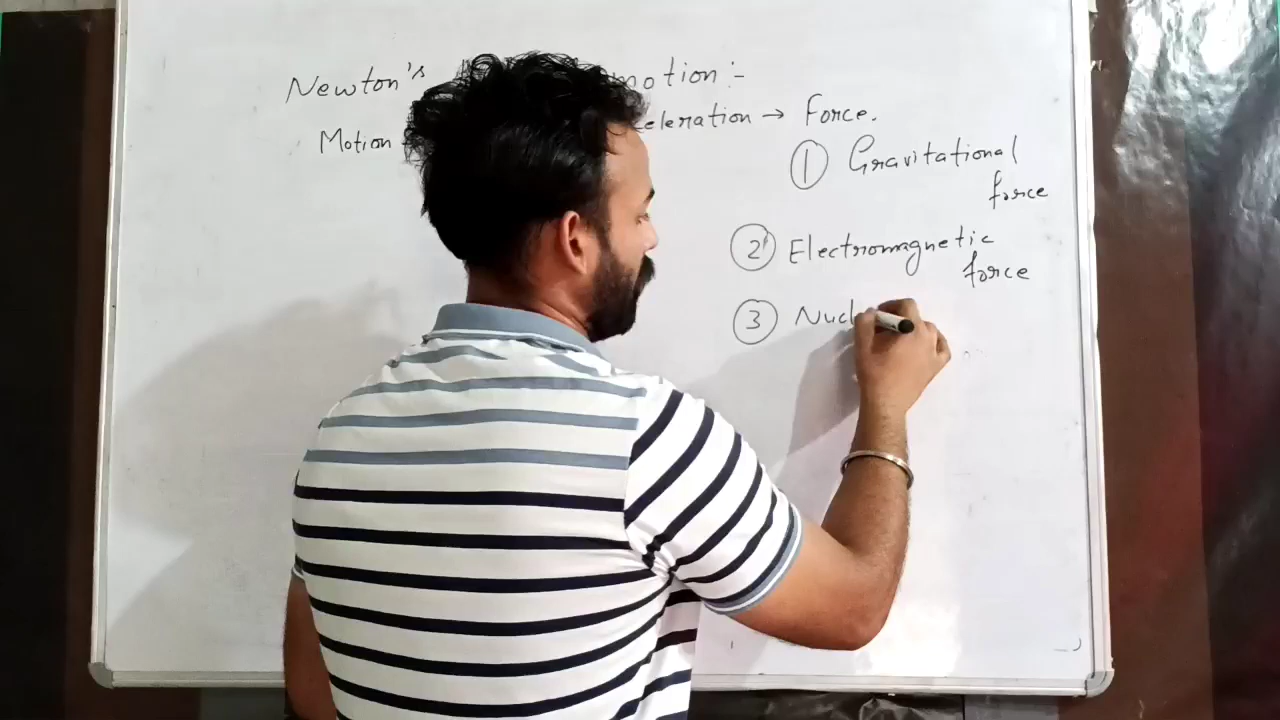 Newton's motion :-
Motion eleration → Force.
① Gravitational
force
② Electromagnetic
force
③ Nucl